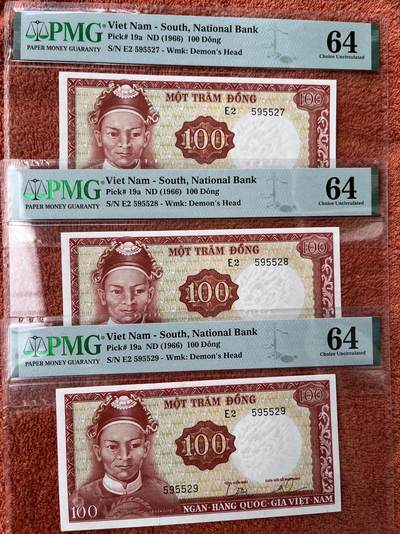 PMG Viet Nam - South, National Bank
Pick# 19a ND (1966) 100 Dông
PAPER MONEY GUARANTY S/N E2 595527 - Wmk: Demon's Head
64
Choice Uncirculated
MỘT TRĂM ĐỒNG 100
E2 595527
100
PMG Viet Nam - South, National Bank
Pick# 19a ND (1966) 100 Dông
PAPER MONEY GUARANTY S/N E2 595528 - Wmk: Demon's Head
64
Choice Uncirculated
MỘT TRĂM ĐỒNG 100
E2 595528
100
PMG Viet Nam - South, National Bank
Pick# 19a ND (1966) 100 Dông
PAPER MONEY GUARANTY S/N E2 595529 - Wmk: Demon's Head
64
Choice Uncirculated
MỘT TRĂM ĐỒNG 100
E2 595529
100
595529
100 NGÂN-HÀNG QUỐC-GIA VIỆT-NAM